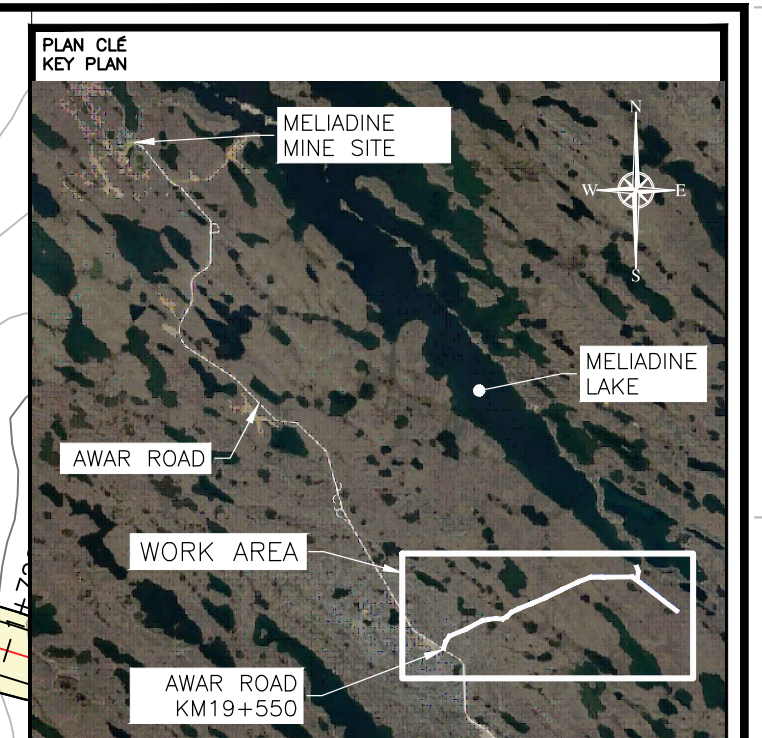 PLAN CLÉ
KEY PLAN
MELIADINE
MINE SITE
N
W
E
S
MELIADINE
LAKE
AWAR ROAD
WORK AREA
AWAR ROAD
KM19+550